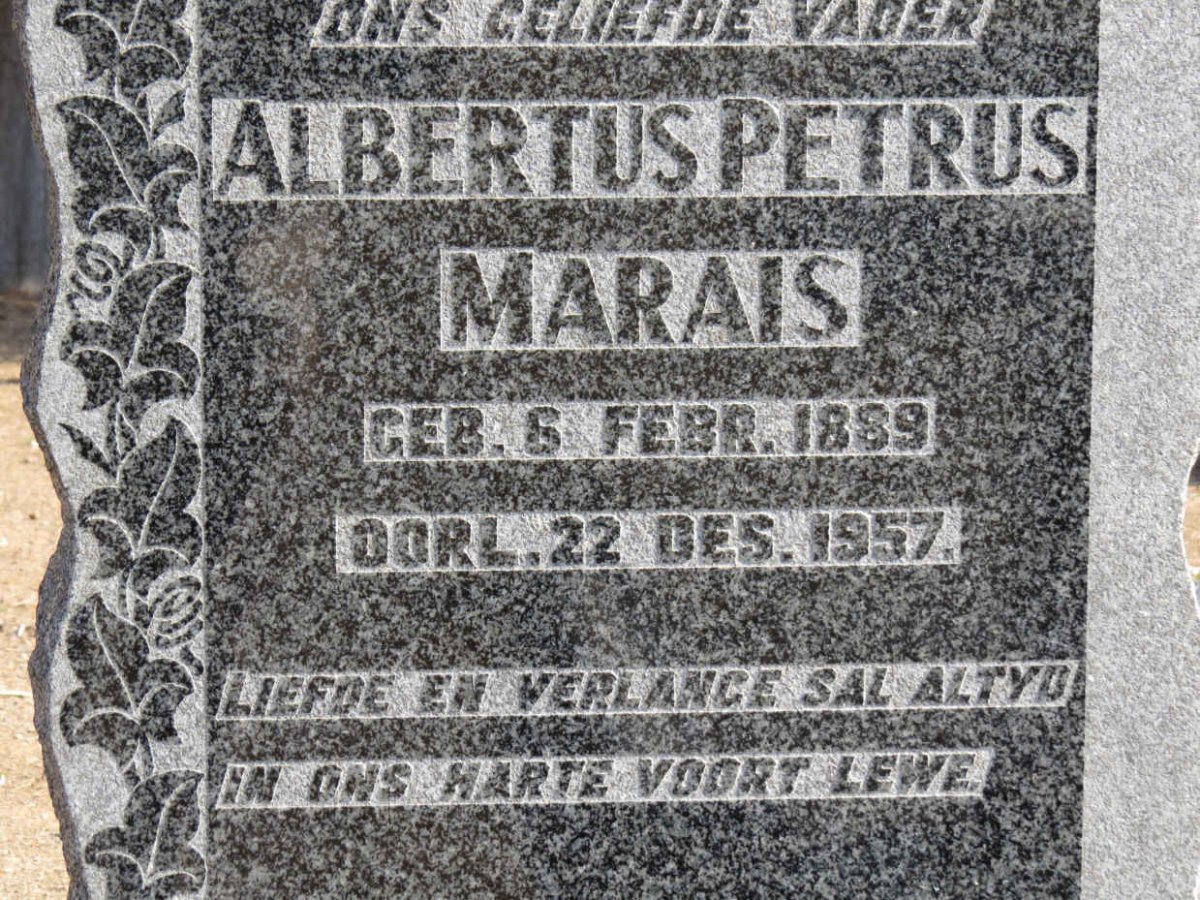 ONS GELIEFDE VADER
ALBERTUS PETRUS
MARAIS
GEB. 6 FEBR. 1889
OORL. 22 DES. 1957.
LIEFDE EN VERLANGE SAL ALTYD
IN ONS HARTE VOORT LEWE.